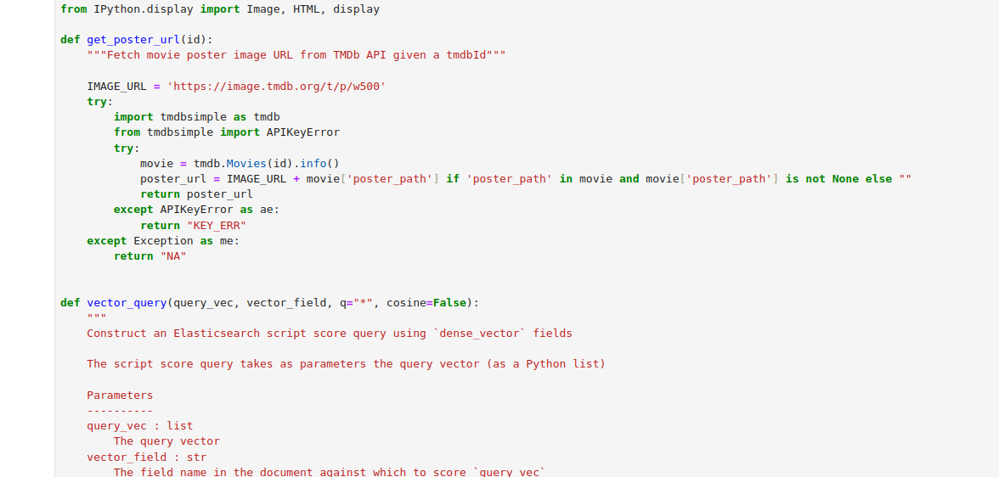 from IPython.display import Image, HTML, display
def get_poster_url(id):
    """Fetch movie poster image URL from TMDb API given a tmdbId"""
    IMAGE_URL = 'https://image.tmdb.org/t/p/w500'
    try:
        import tmdbsimple as tmdb
        from tmdbsimple import APIKeyError
        try:
            movie = tmdb.Movies(id).info()
            poster_url = IMAGE_URL + movie['poster_path'] if 'poster_path' in movie and movie['poster_path'] is not None else ""
            return poster_url
        except APIKeyError as ae:
            return "KEY_ERR"
    except Exception as me:
        return "NA"
def vector_query(query_vec, vector_field, q="*", cosine=False):
    """
    Construct an Elasticsearch script score query using `dense_vector` fields
    The script score query takes as parameters the query vector (as a Python list)
    Parameters
    ----------
    query_vec : list
        The query vector
    vector_field : str
        The field name in the document against which to score `query_vec`